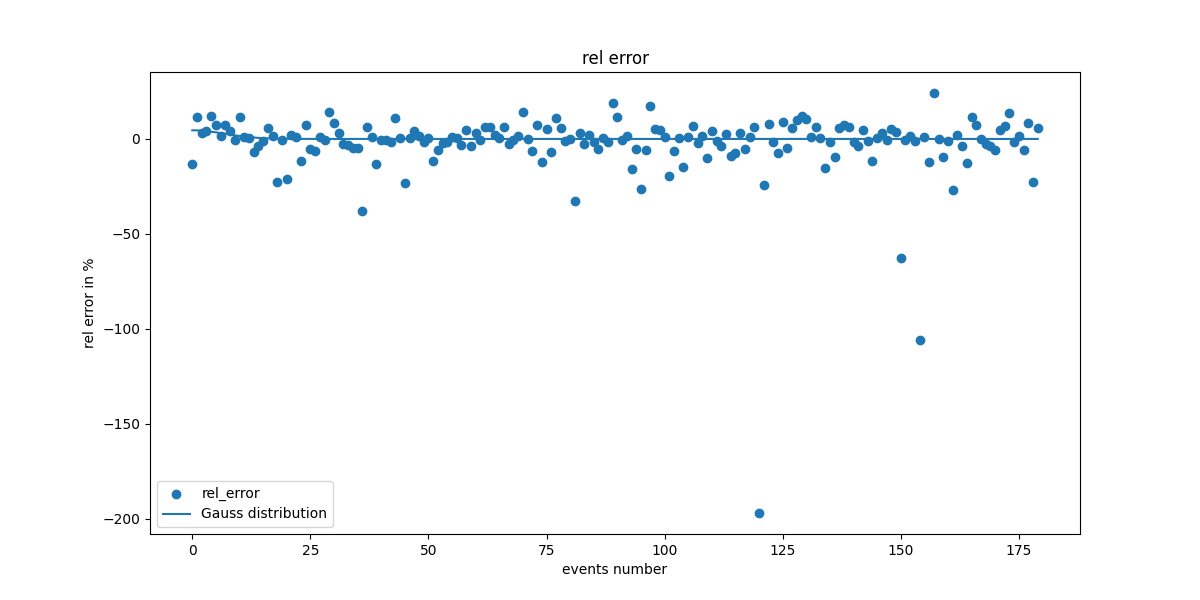 rel error
rel error in %
0
−50
−100
−150
−200
rel_error
Gauss distribution
0
25
50
75
100
125
150
175
events number